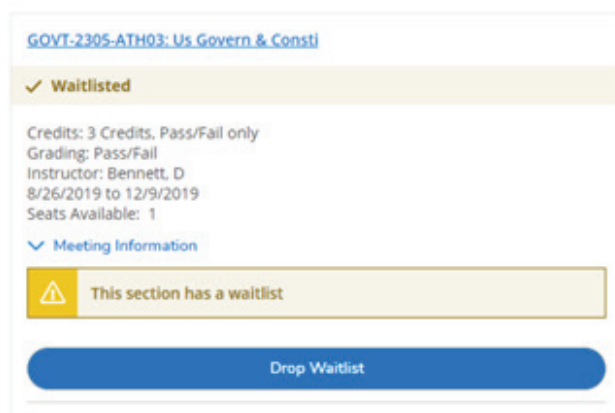 GOVT-2305-ATH03: Us Govern & Consti
Waitlisted
Credits: 3 Credits, Pass/Fail only
Grading: Pass/Fail
Instructor: Bennett, D
8/26/2019 to 12/9/2019
Seats Available: 1
Meeting Information
This section has a waitlist
Drop Waitlist